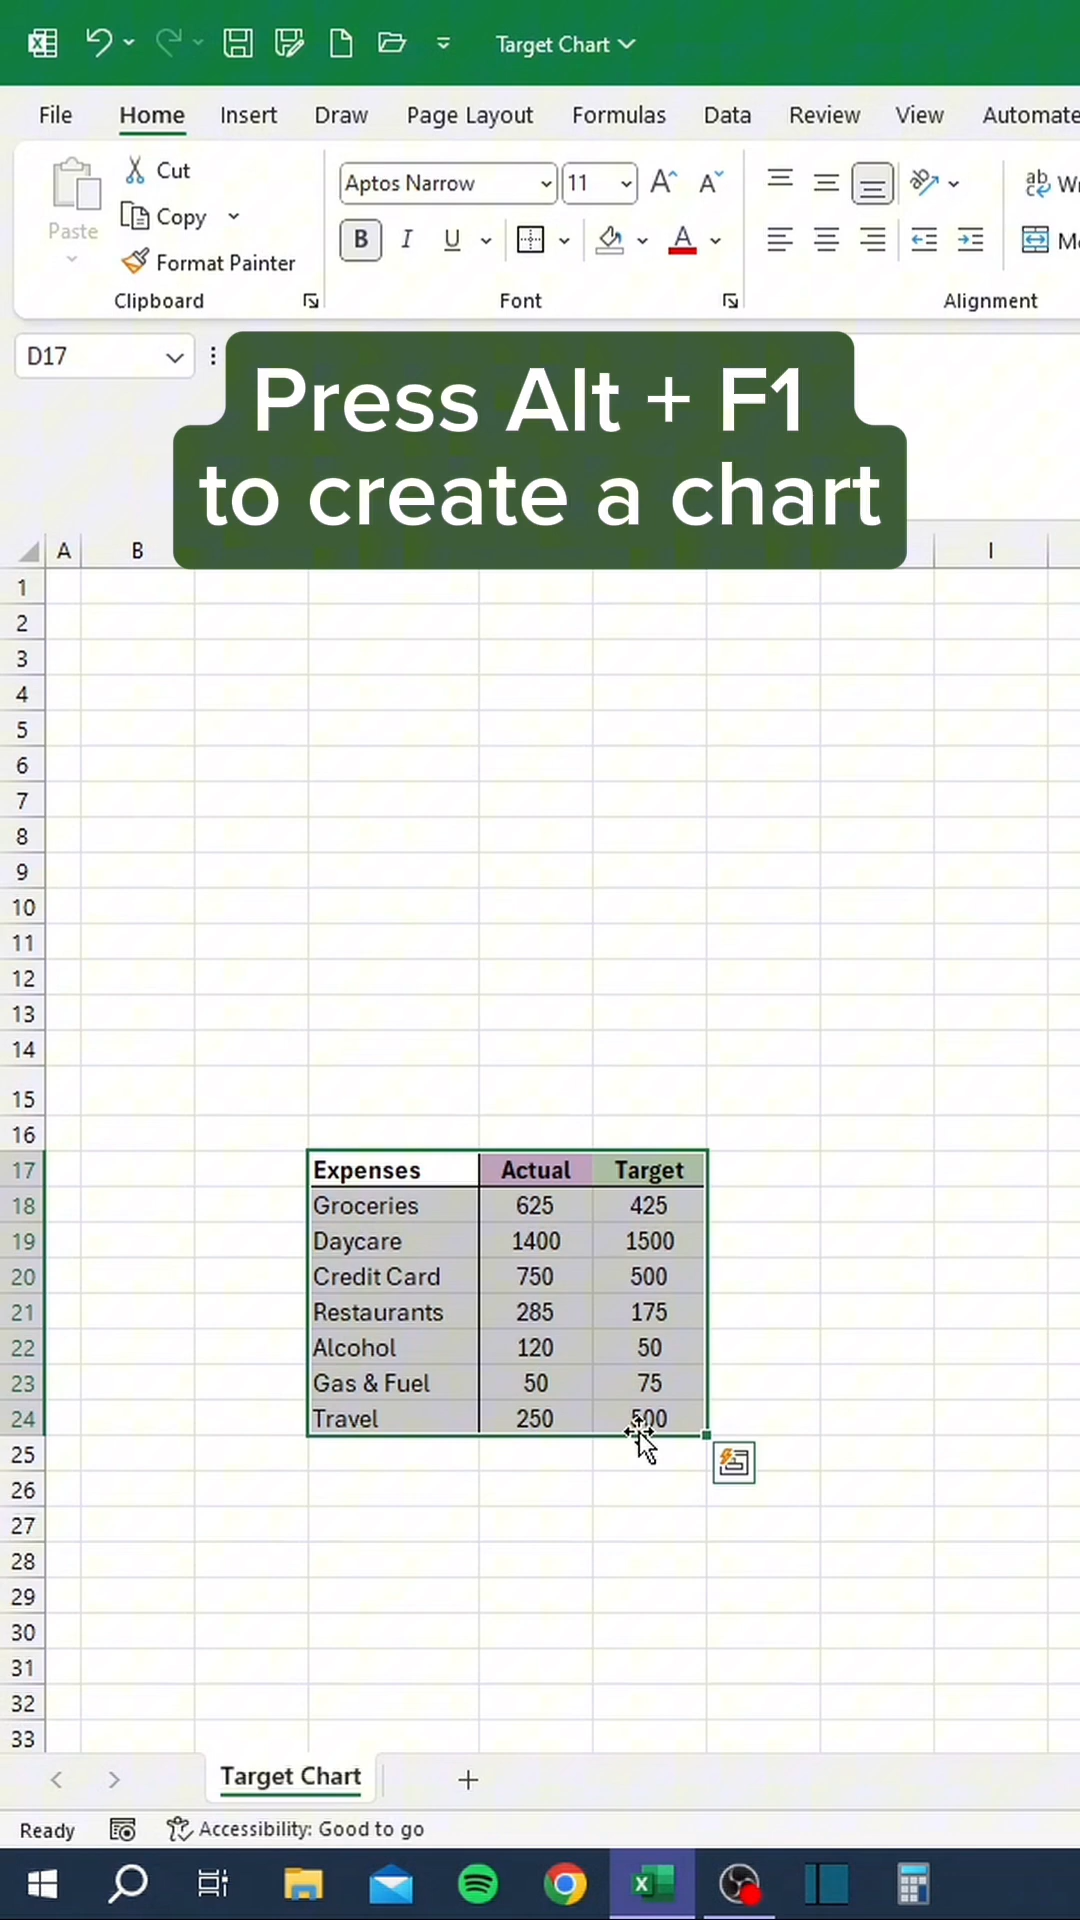 Target Chart
File Home Insert Draw Page Layout Formulas Data Review View Automate
Cut
Aptos Narrow 11
Copy
Paste
B I U A
Format Painter
Clipboard Font Alignment
D17
Press Alt + F1
to create a chart
A B I
1
2
3
4
5
6
7
8
9
10
11
12
13
14
15
16
17 Expenses Actual Target
18 Groceries 625 425
19 Daycare 1400 1500
20 Credit Card 750 500
21 Restaurants 285 175
22 Alcohol 120 50
23 Gas & Fuel 50 75
24 Travel 250 500
25
26
27
28
29
30
31
32
33
Target Chart
Ready Accessibility: Good to go